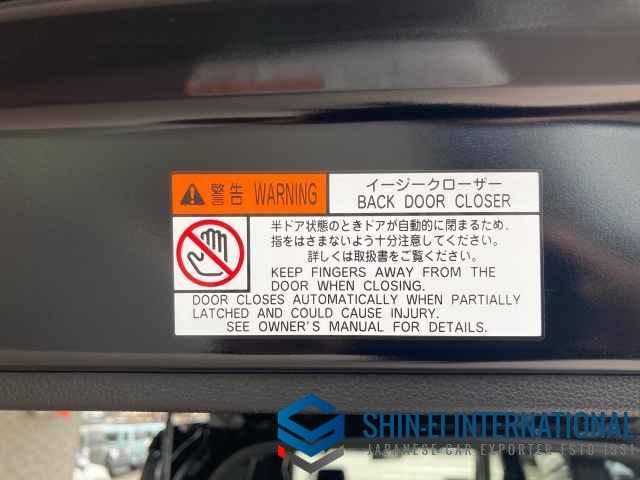 警告 WARNING
イージークローザー
BACK DOOR CLOSER
半ドア状態のときドアが自動的に閉まるため、
指をはさまないよう十分注意してください。
詳しくは取扱書をご覧ください。
KEEP FINGERS AWAY FROM THE
DOOR WHEN CLOSING.
DOOR CLOSES AUTOMATICALLY WHEN PARTIALLY
LATCHED AND COULD CAUSE INJURY.
SEE OWNER'S MANUAL FOR DETAILS.
SHIN-EI INTERNATIONAL
JAPANESE CAR EXPORTER ESTD 1991